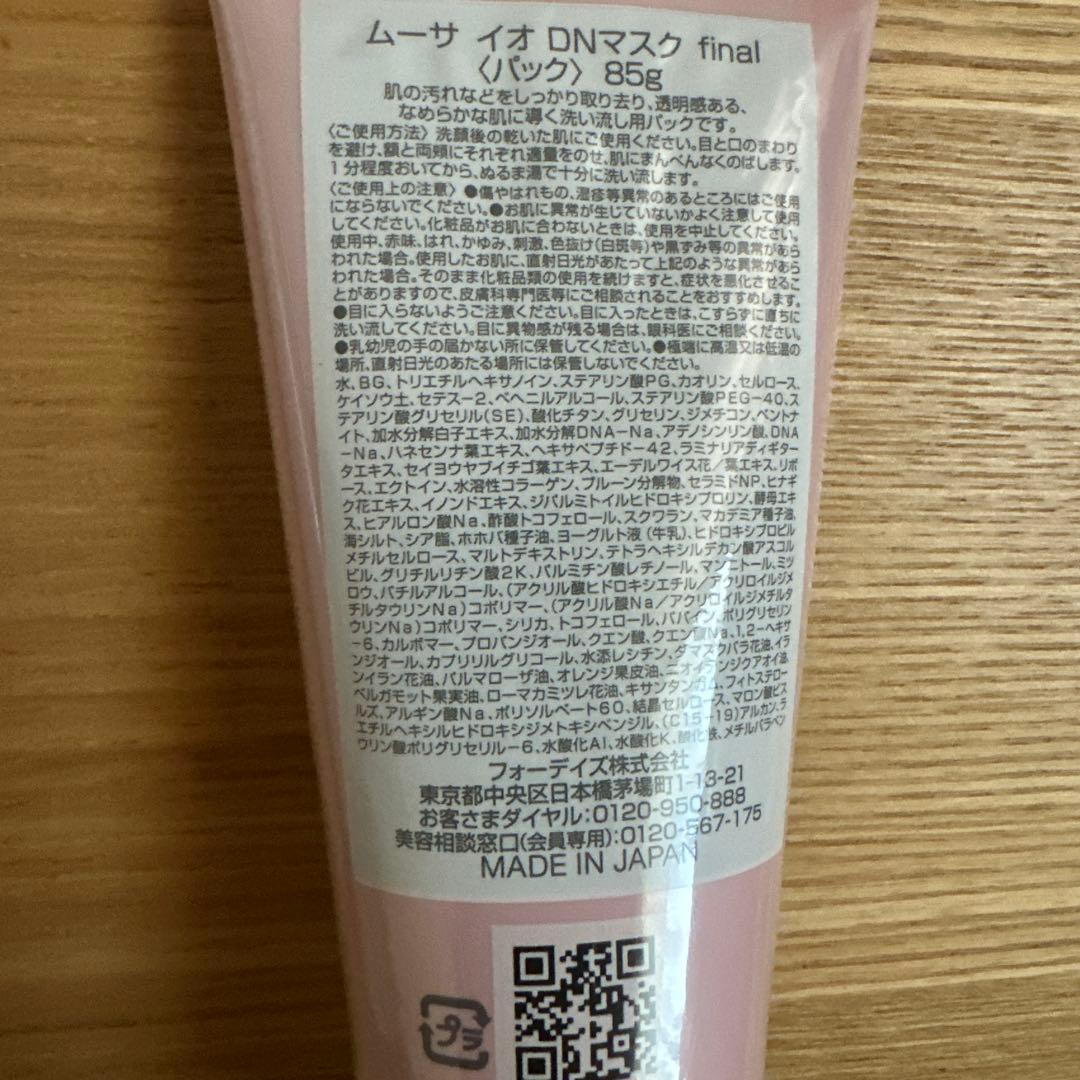 ムーサ イオ DNマスク final
〈パック〉 85g
肌の汚れなどをしっかり取り去り、透明感ある、
なめらかな肌に導く洗い流し用パックです。
〈ご使用方法〉洗顔後の乾いた肌にご使用ください。目と口のまわり
を避け、額と両頬にそれぞれ適量をのせ、肌にまんべんなくのばします。
1分程度おいてから、ぬるま湯で十分に洗い流します。
〈ご使用上の注意〉●傷やはれもの、湿疹等異常のあるところにはご使用
にならないでください。●お肌に異常が生じていないかよく注意して使用
してください。化粧品がお肌に合わないときは、使用を中止してください。
使用中、赤味、はれ、かゆみ、刺激、色抜け(白斑等)や黒ずみ等の異常があら
われた場合。使用したお肌に、直射日光があたって上記のような異常があら
われた場合。そのまま化粧品類の使用を続けますと、症状を悪化させるこ
とがありますので、皮膚科専門医等にご相談されることをおすすめします。
●目に入らないようご注意ください。目に入ったときは、こすらずに直ちに
洗い流してください。目に異物感が残る場合は、眼科医にご相談ください。
●乳幼児の手の届かない所に保管してください。●極端に高温又は低温の
場所、直射日光のあたる場所には保管しないでください。
水、BG、トリエチルヘキサノイン、ステアリン酸PG、カオリン、セルロース、
ケイソウ土、セテス-2、ベヘニルアルコール、ステアリン酸PEG-40、ス
テアリン酸グリセリル(SE)、酸化チタン、グリセリン、ジメチコン、ベントナ
イト、加水分解白子エキス、加水分解DNA-Na、アデノシンリン酸、DNA
-Na、ハネセンナ葉エキス、ヘキサペプチド-42、ラミナリアディギター
タエキス、セイヨウヤブイチゴ葉エキス、エーデルワイス花/葉エキス、リボ
ース、エクトイン、水溶性コラーゲン、プルーン分解物、セラミドNP、ヒナギ
ク花エキス、イノンドエキス、ジパルミトイルヒドロキシプロリン、酵母エキ
ス、ヒアルロン酸Na、酢酸トコフェロール、スクワラン、マカデミア種子油、
海シルト、シア脂、ホホバ種子油、ヨーグルト液(牛乳)、ヒドロキシプロピル
メチルセルロース、マルトデキストリン、テトラヘキシルデカン酸アスコル
ビル、グリチルリチン酸2K、パルミチン酸レチノール、マンニトール、ミツ
ロウ、バチルアルコール、(アクリル酸ヒドロキシエチル/アクリロイルジメ
チルタウリンNa)コポリマー、(アクリル酸Na/アクリロイルジメチルタ
ウリンNa)コポリマー、シリカ、トコフェロール、パパイン、ポリグリセリン
-6、カルボマー、プロパンジオール、クエン酸、クエン酸Na、1,2-ヘキサ
ンジオール、カプリリルグリコール、水添レシチン、ダマスクバラ花油、イラ
ンイラン花油、パルマローザ油、オレンジ果皮油、ニオイテンジクアオイ油、
ベルガモット果実油、ローマカミツレ花油、キサンタンガム、フィトステロー
ルズ、アルギン酸Na、ポリソルベート60、結晶セルロース、マロン酸ビス
エチルヘキシルヒドロキシジメトキシベンジル、(C15-19)アルカン、ラ
ウリン酸ポリグリセリル-6、水酸化Al、水酸化K、酸化鉄、メチルパラベン
フォーデイズ株式会社
東京都中央区日本橋茅場町1-13-21
お客さまダイヤル:0120-950-888
美容相談窓口(会員専用):0120-567-175
MADE IN JAPAN
プラ